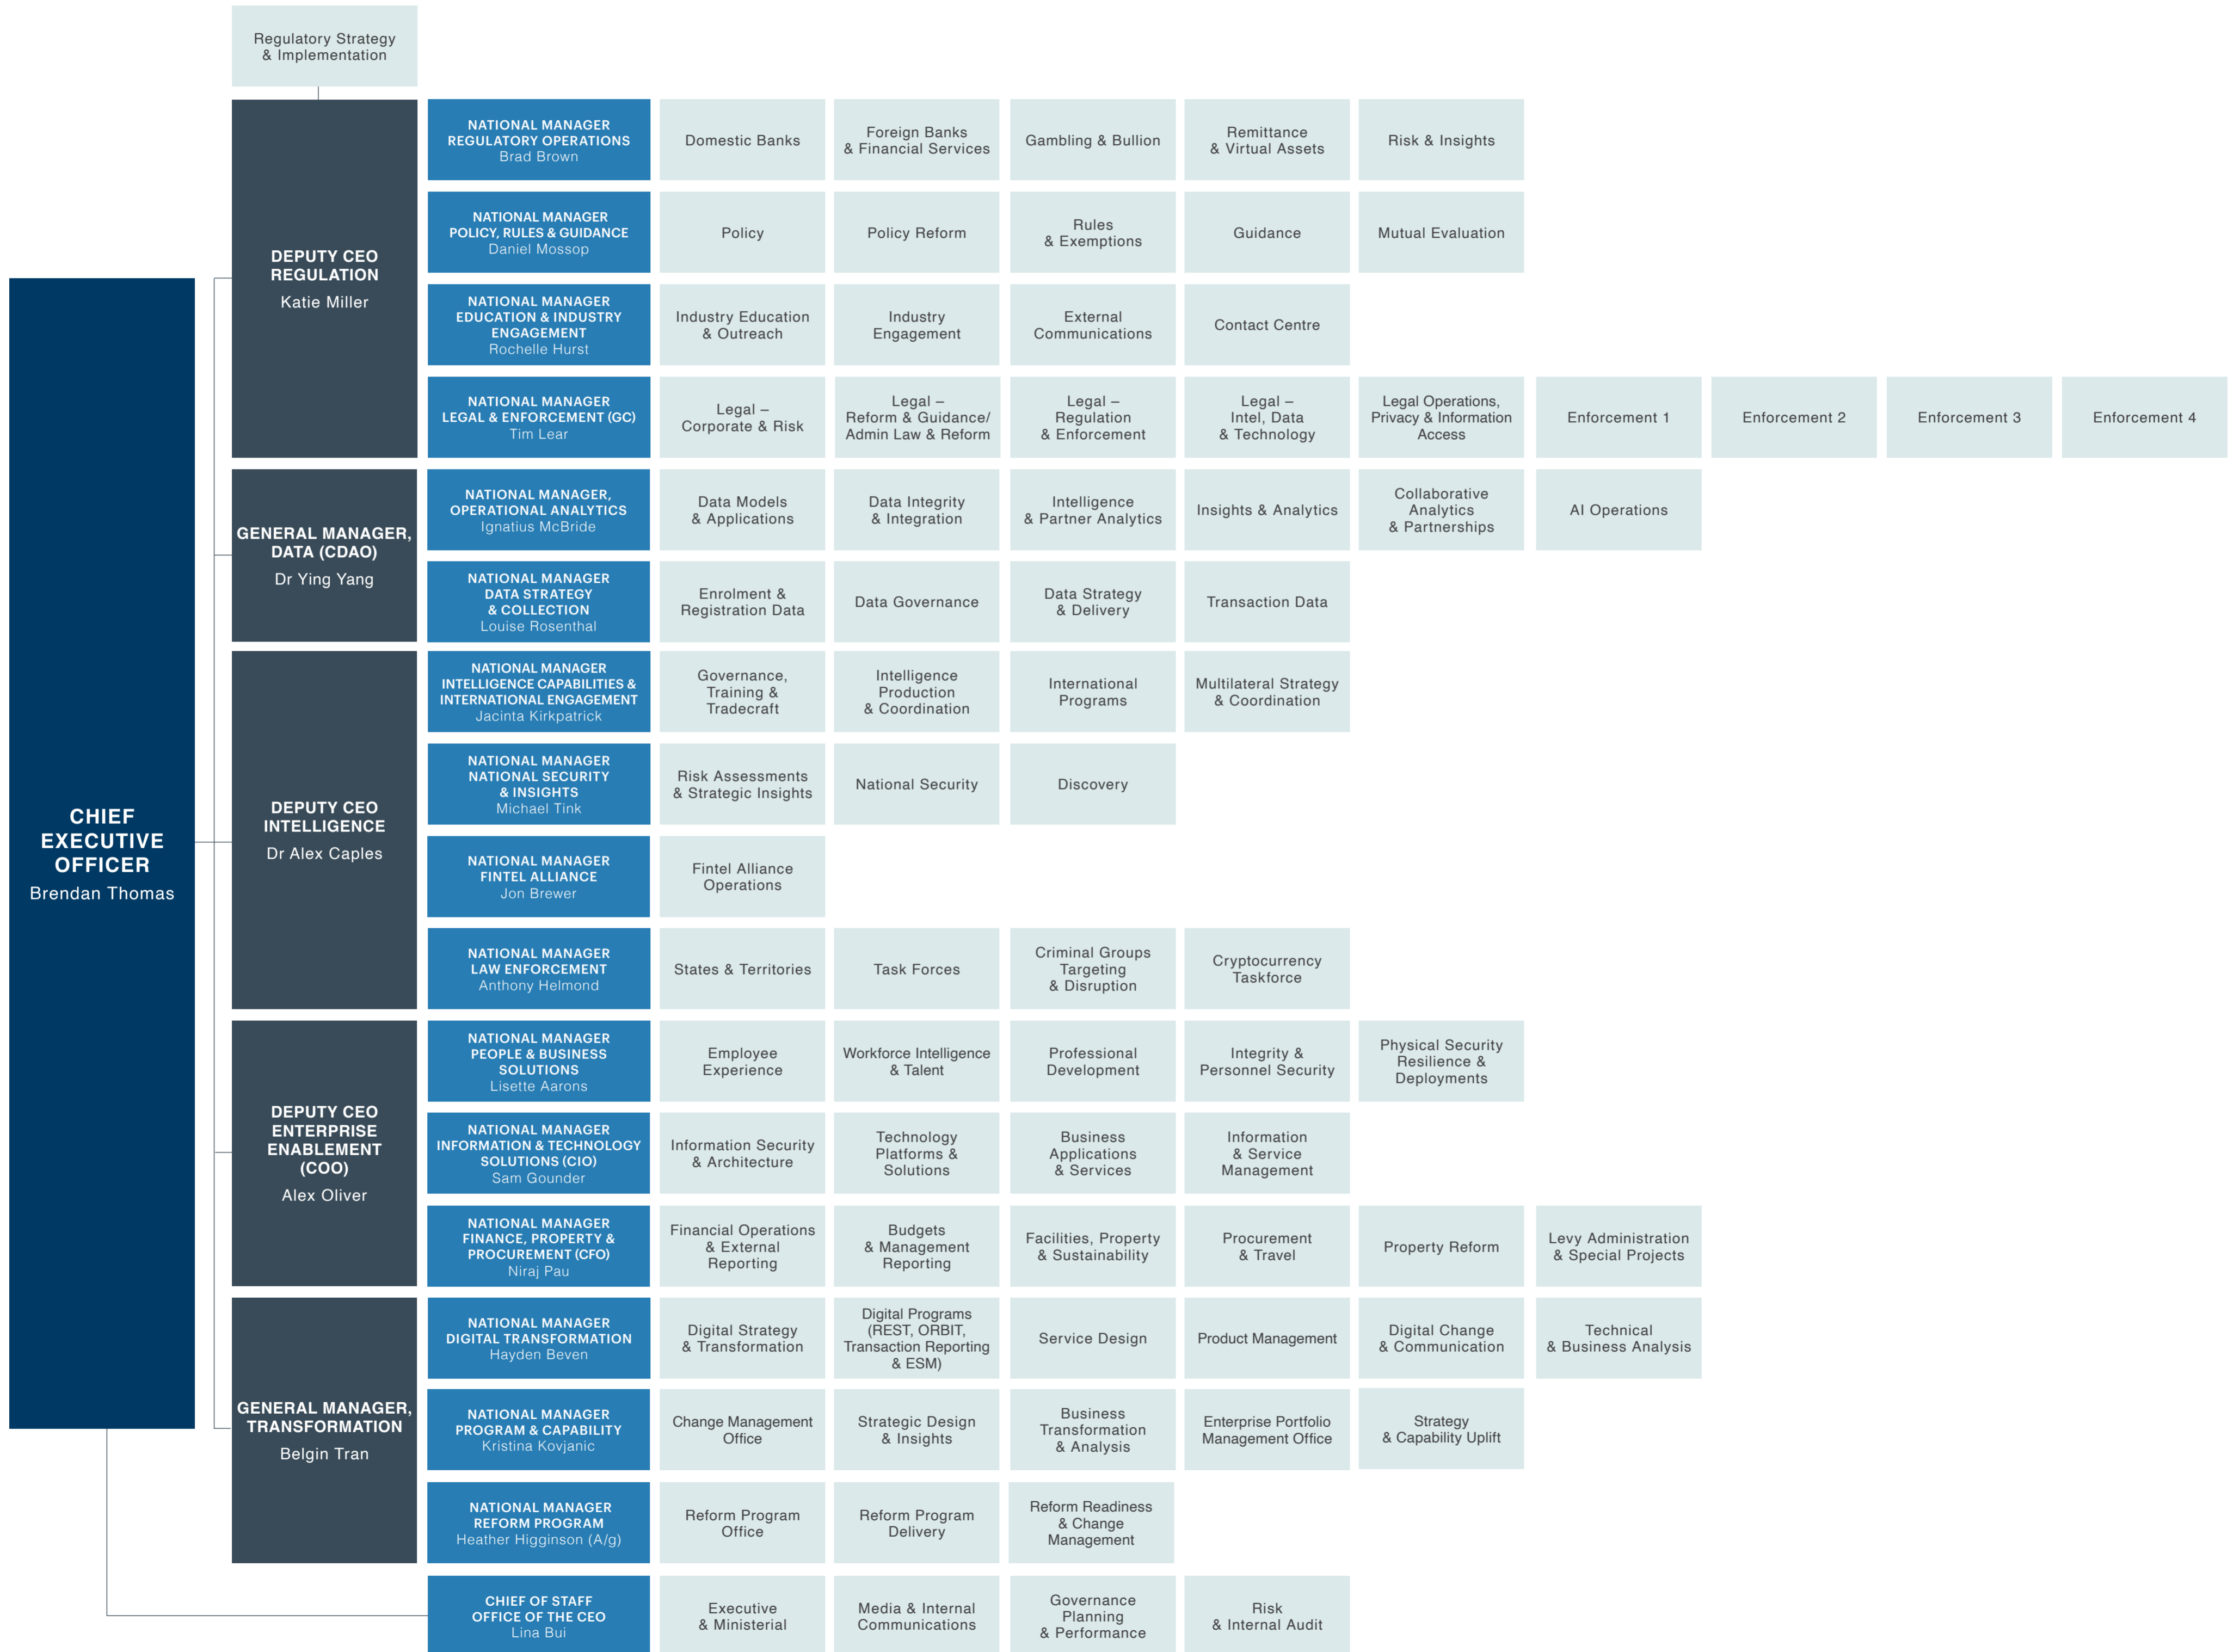 Regulatory Strategy
& Implementation
CHIEF
EXECUTIVE
OFFICER
Brendan Thomas
DEPUTY CEO
REGULATION
Katie Miller
NATIONAL MANAGER
REGULATORY OPERATIONS
Brad Brown
Domestic Banks
Foreign Banks
& Financial Services
Gambling & Bullion
Remittance
& Virtual Assets
Risk & Insights
NATIONAL MANAGER
POLICY, RULES & GUIDANCE
Daniel Mossop
Policy
Policy Reform
Rules
& Exemptions
Guidance
Mutual Evaluation
NATIONAL MANAGER
EDUCATION & INDUSTRY
ENGAGEMENT
Rochelle Hurst
Industry Education
& Outreach
Industry
Engagement
External
Communications
Contact Centre
NATIONAL MANAGER
LEGAL & ENFORCEMENT (GC)
Tim Lear
Legal –
Corporate & Risk
Legal –
Reform & Guidance/
Admin Law & Reform
Legal –
Regulation
& Enforcement
Legal –
Intel, Data
& Technology
Legal Operations,
Privacy & Information
Access
Enforcement 1
Enforcement 2
Enforcement 3
Enforcement 4
GENERAL MANAGER,
DATA (CDAO)
Dr Ying Yang
NATIONAL MANAGER,
OPERATIONAL ANALYTICS
Ignatius McBride
Data Models
& Applications
Data Integrity
& Integration
Intelligence
& Partner Analytics
Insights & Analytics
Collaborative
Analytics
& Partnerships
AI Operations
NATIONAL MANAGER
DATA STRATEGY
& COLLECTION
Louise Rosenthal
Enrolment &
Registration Data
Data Governance
Data Strategy
& Delivery
Transaction Data
DEPUTY CEO
INTELLIGENCE
Dr Alex Caples
NATIONAL MANAGER
INTELLIGENCE CAPABILITIES &
INTERNATIONAL ENGAGEMENT
Jacinta Kirkpatrick
Governance,
Training &
Tradecraft
Intelligence
Production
& Coordination
International
Programs
Multilateral Strategy
& Coordination
NATIONAL MANAGER
NATIONAL SECURITY
& INSIGHTS
Michael Tink
Risk Assessments
& Strategic Insights
National Security
Discovery
NATIONAL MANAGER
FINTEL ALLIANCE
Jon Brewer
Fintel Alliance
Operations
NATIONAL MANAGER
LAW ENFORCEMENT
Anthony Helmond
States & Territories
Task Forces
Criminal Groups
Targeting
& Disruption
Cryptocurrency
Taskforce
DEPUTY CEO
ENTERPRISE
ENABLEMENT
(COO)
Alex Oliver
NATIONAL MANAGER
PEOPLE & BUSINESS
SOLUTIONS
Lisette Aarons
Employee
Experience
Workforce Intelligence
& Talent
Professional
Development
Integrity &
Personnel Security
Physical Security
Resilience &
Deployments
NATIONAL MANAGER
INFORMATION & TECHNOLOGY
SOLUTIONS (CIO)
Sam Gounder
Information Security
& Architecture
Technology
Platforms &
Solutions
Business
Applications
& Services
Information
& Service
Management
NATIONAL MANAGER
FINANCE, PROPERTY &
PROCUREMENT (CFO)
Niraj Pau
Financial Operations
& External
Reporting
Budgets
& Management
Reporting
Facilities, Property
& Sustainability
Procurement
& Travel
Property Reform
Levy Administration
& Special Projects
GENERAL MANAGER,
TRANSFORMATION
Belgin Tran
NATIONAL MANAGER
DIGITAL TRANSFORMATION
Hayden Beven
Digital Strategy
& Transformation
Digital Programs
(REST, ORBIT,
Transaction Reporting
& ESM)
Service Design
Product Management
Digital Change
& Communication
Technical
& Business Analysis
NATIONAL MANAGER
PROGRAM & CAPABILITY
Kristina Kovjanic
Change Management
Office
Strategic Design
& Insights
Business
Transformation
& Analysis
Enterprise Portfolio
Management Office
Strategy
& Capability Uplift
NATIONAL MANAGER
REFORM PROGRAM
Heather Higginson (A/g)
Reform Program
Office
Reform Program
Delivery
Reform Readiness
& Change
Management
CHIEF OF STAFF
OFFICE OF THE CEO
Lina Bui
Executive
& Ministerial
Media & Internal
Communications
Governance
Planning
& Performance
Risk
& Internal Audit